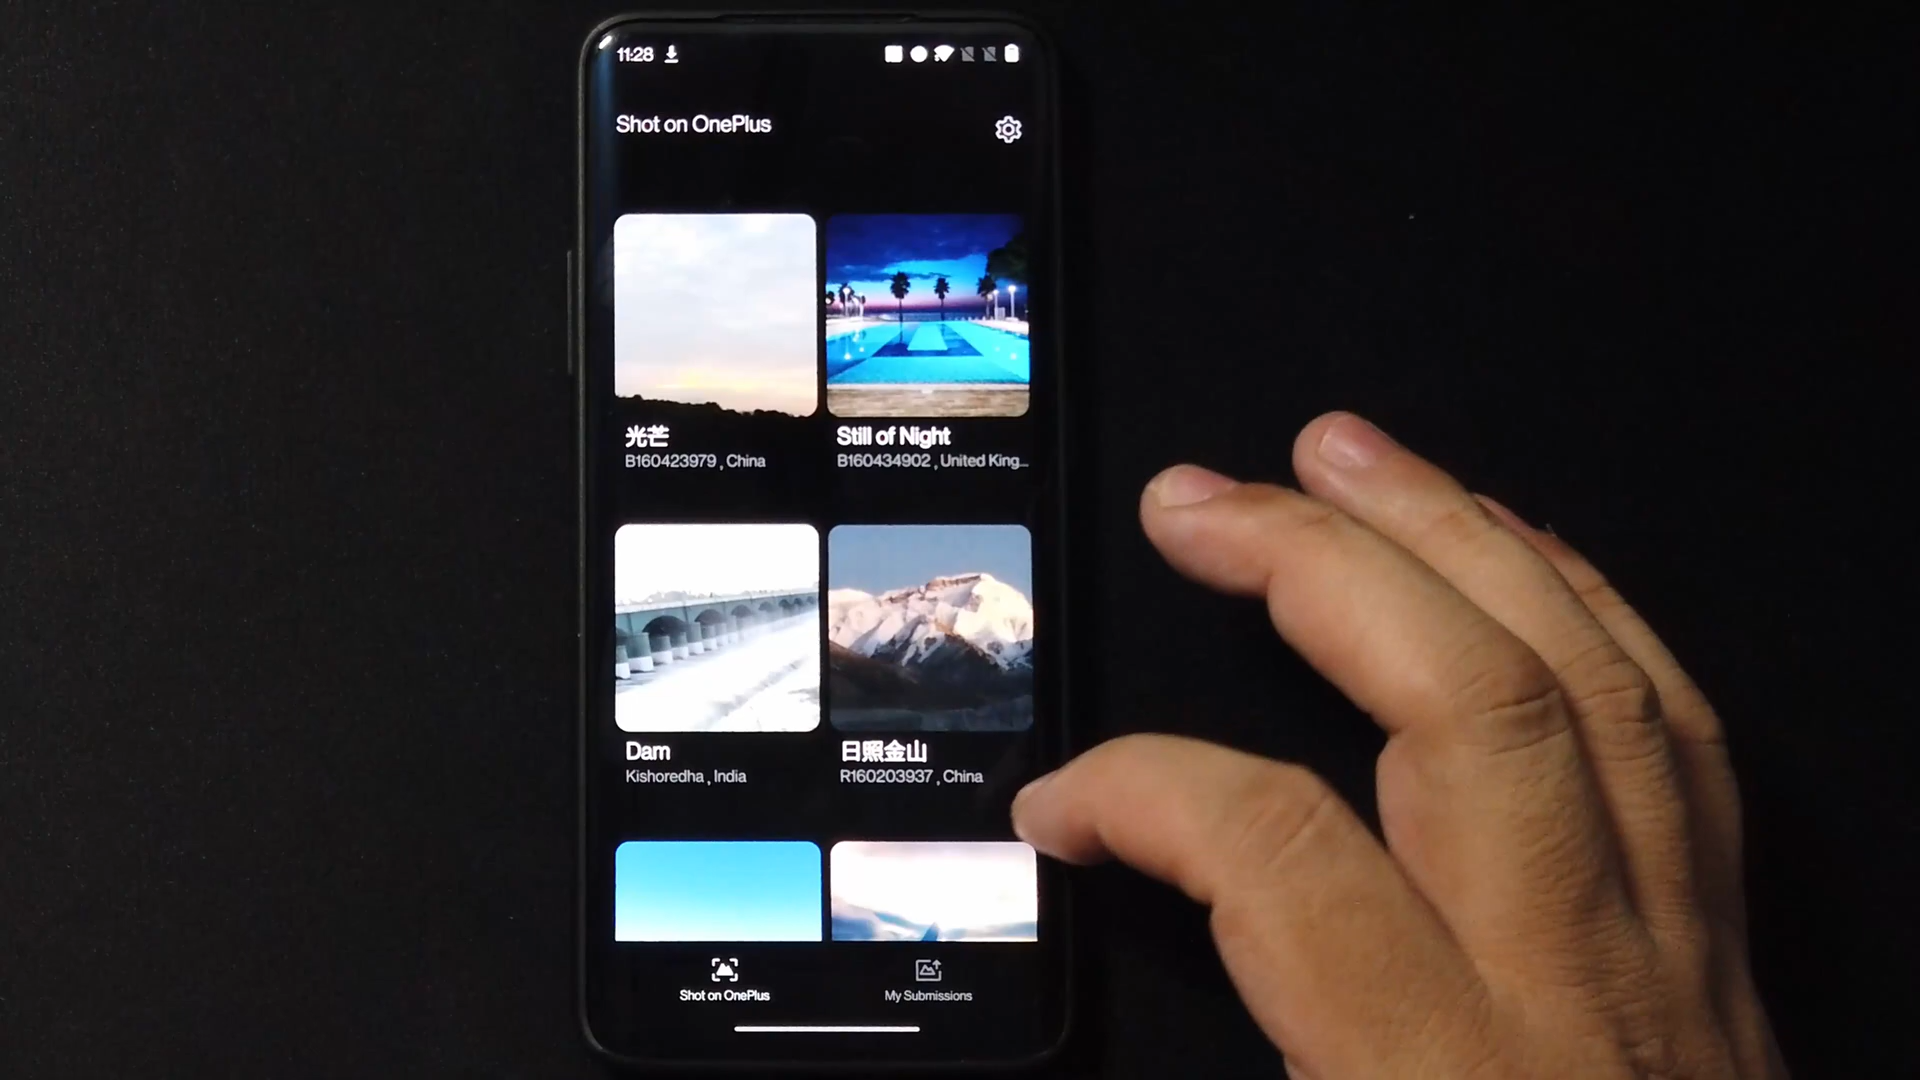 11:28
Shot on OnePlus
光芒
B160423979 , China
Still of Night
B160434902 , United King...
Dam
Kishoredha , India
日照金山
R160203937 , China
Shot on OnePlus
My Submissions